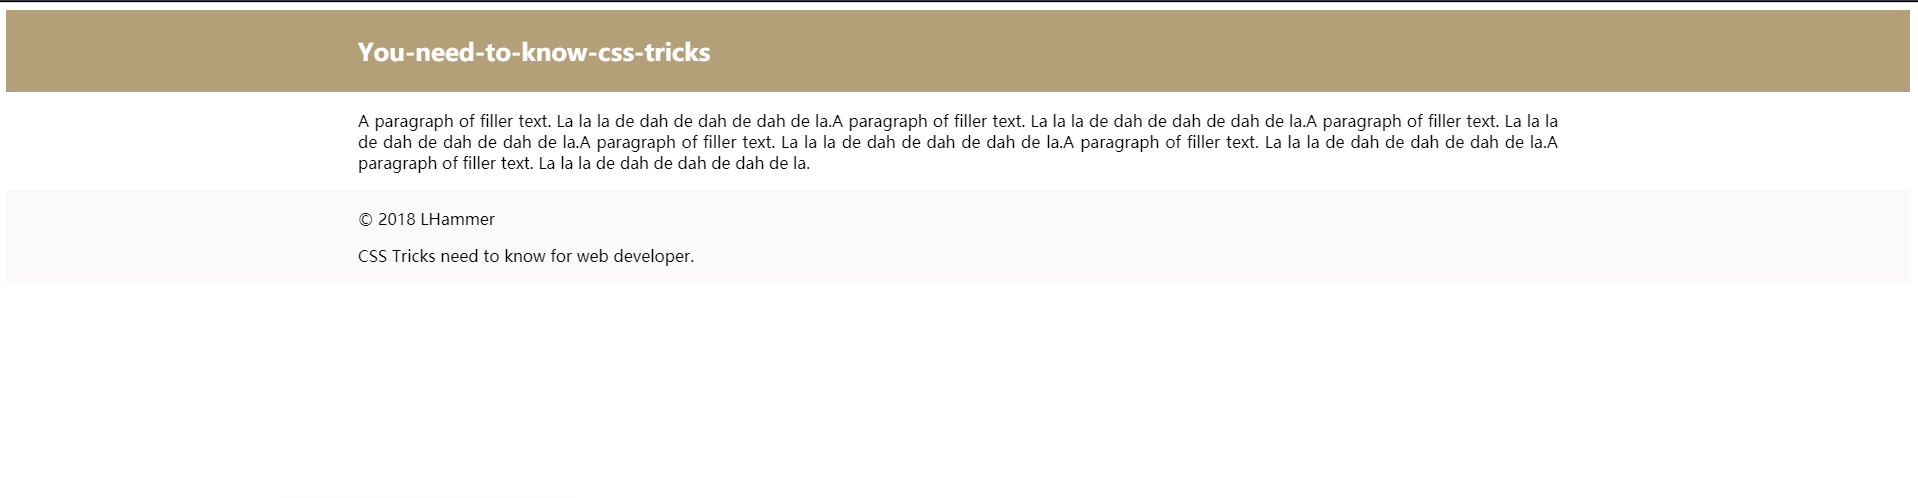 You-need-to-know-css-tricks
A paragraph of filler text. La la la de dah de dah de dah de la.A paragraph of filler text. La la la de dah de dah de dah de la.A paragraph of filler text. La la la
de dah de dah de dah de la.A paragraph of filler text. La la la de dah de dah de dah de la.A paragraph of filler text. La la la de dah de dah de dah de la.A
paragraph of filler text. La la la de dah de dah de dah de la.
© 2018 LHammer
CSS Tricks need to know for web developer.